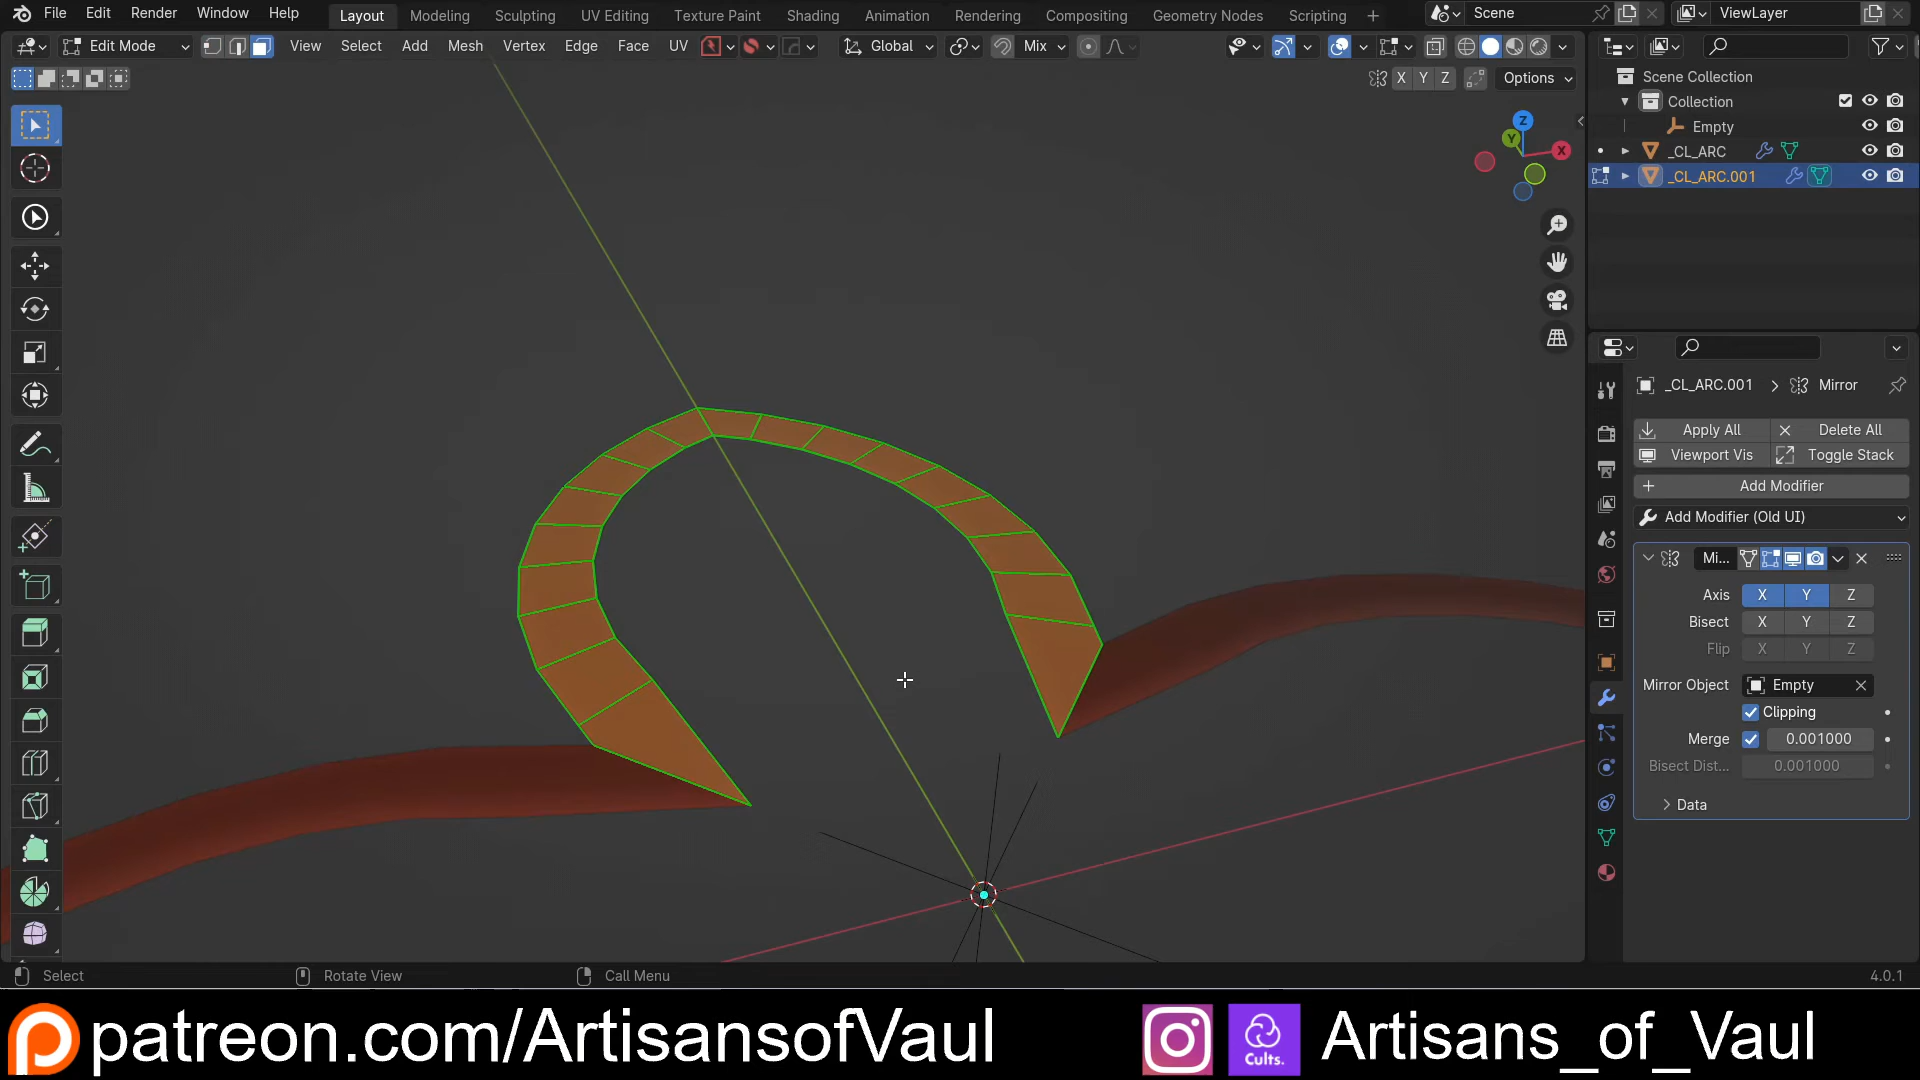 File Edit Render Window Help Layout Modeling Sculpting UV Editing Texture Paint Shading Animation Rendering Compositing Geometry Nodes Scripting + Scene ViewLayer
Edit Mode View Select Add Mesh Vertex Edge Face UV Global Mix
X Y Z Options
Scene Collection
Collection
Empty
_CL_ARC
_CL_ARC.001
Z
Y
X
_CL_ARC.001 > Mirror
Apply All Delete All
Viewport Vis Toggle Stack
Add Modifier
Add Modifier (Old UI)
Mi...
Axis X Y Z
Bisect X Y Z
Flip X Y Z
Mirror Object Empty
Clipping
Merge 0.001000
Bisect Dist... 0.001000
Data
Select Rotate View Call Menu 4.0.1
patreon.com/ArtisansofVaul Cults. Artisans_of_Vaul